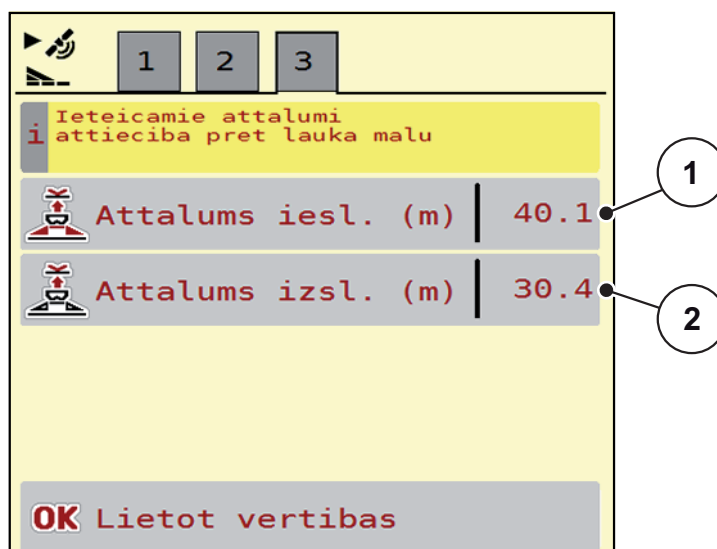 1 2 3
i Ieteicamie attalumi
attieciba pret lauka malu
Attalums iesl. (m) 40.1
1
Attalums izsl. (m) 30.4
2
OK Lietot vertibas